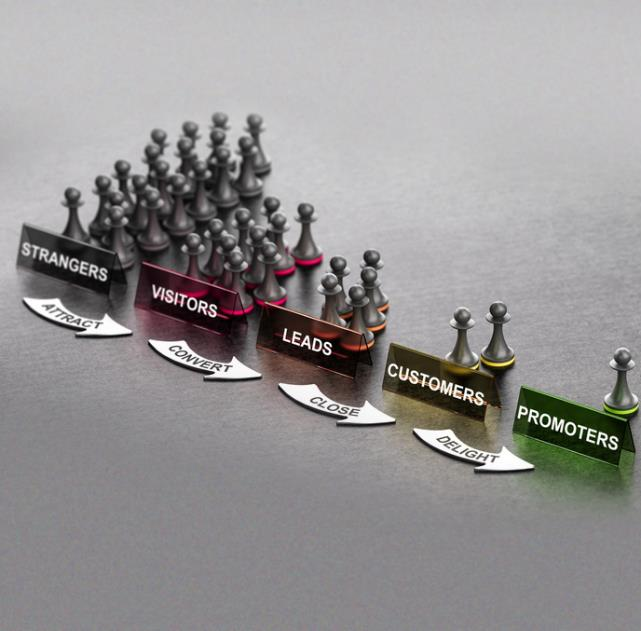 STRANGERS
ATTRACT
VISITORS
CONVERT
LEADS
CLOSE
CUSTOMERS
DELIGHT
PROMOTERS